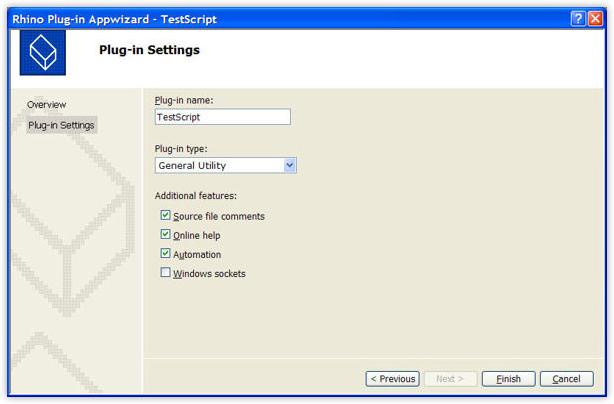 Rhino Plug-in Appwizard - TestScript
Plug-in Settings
Overview
Plug-in Settings
Plug-in name:
TestScript
Plug-in type:
General Utility
Additional features:
Source file comments
Online help
Automation
Windows sockets
< Previous
Next >
Finish
Cancel